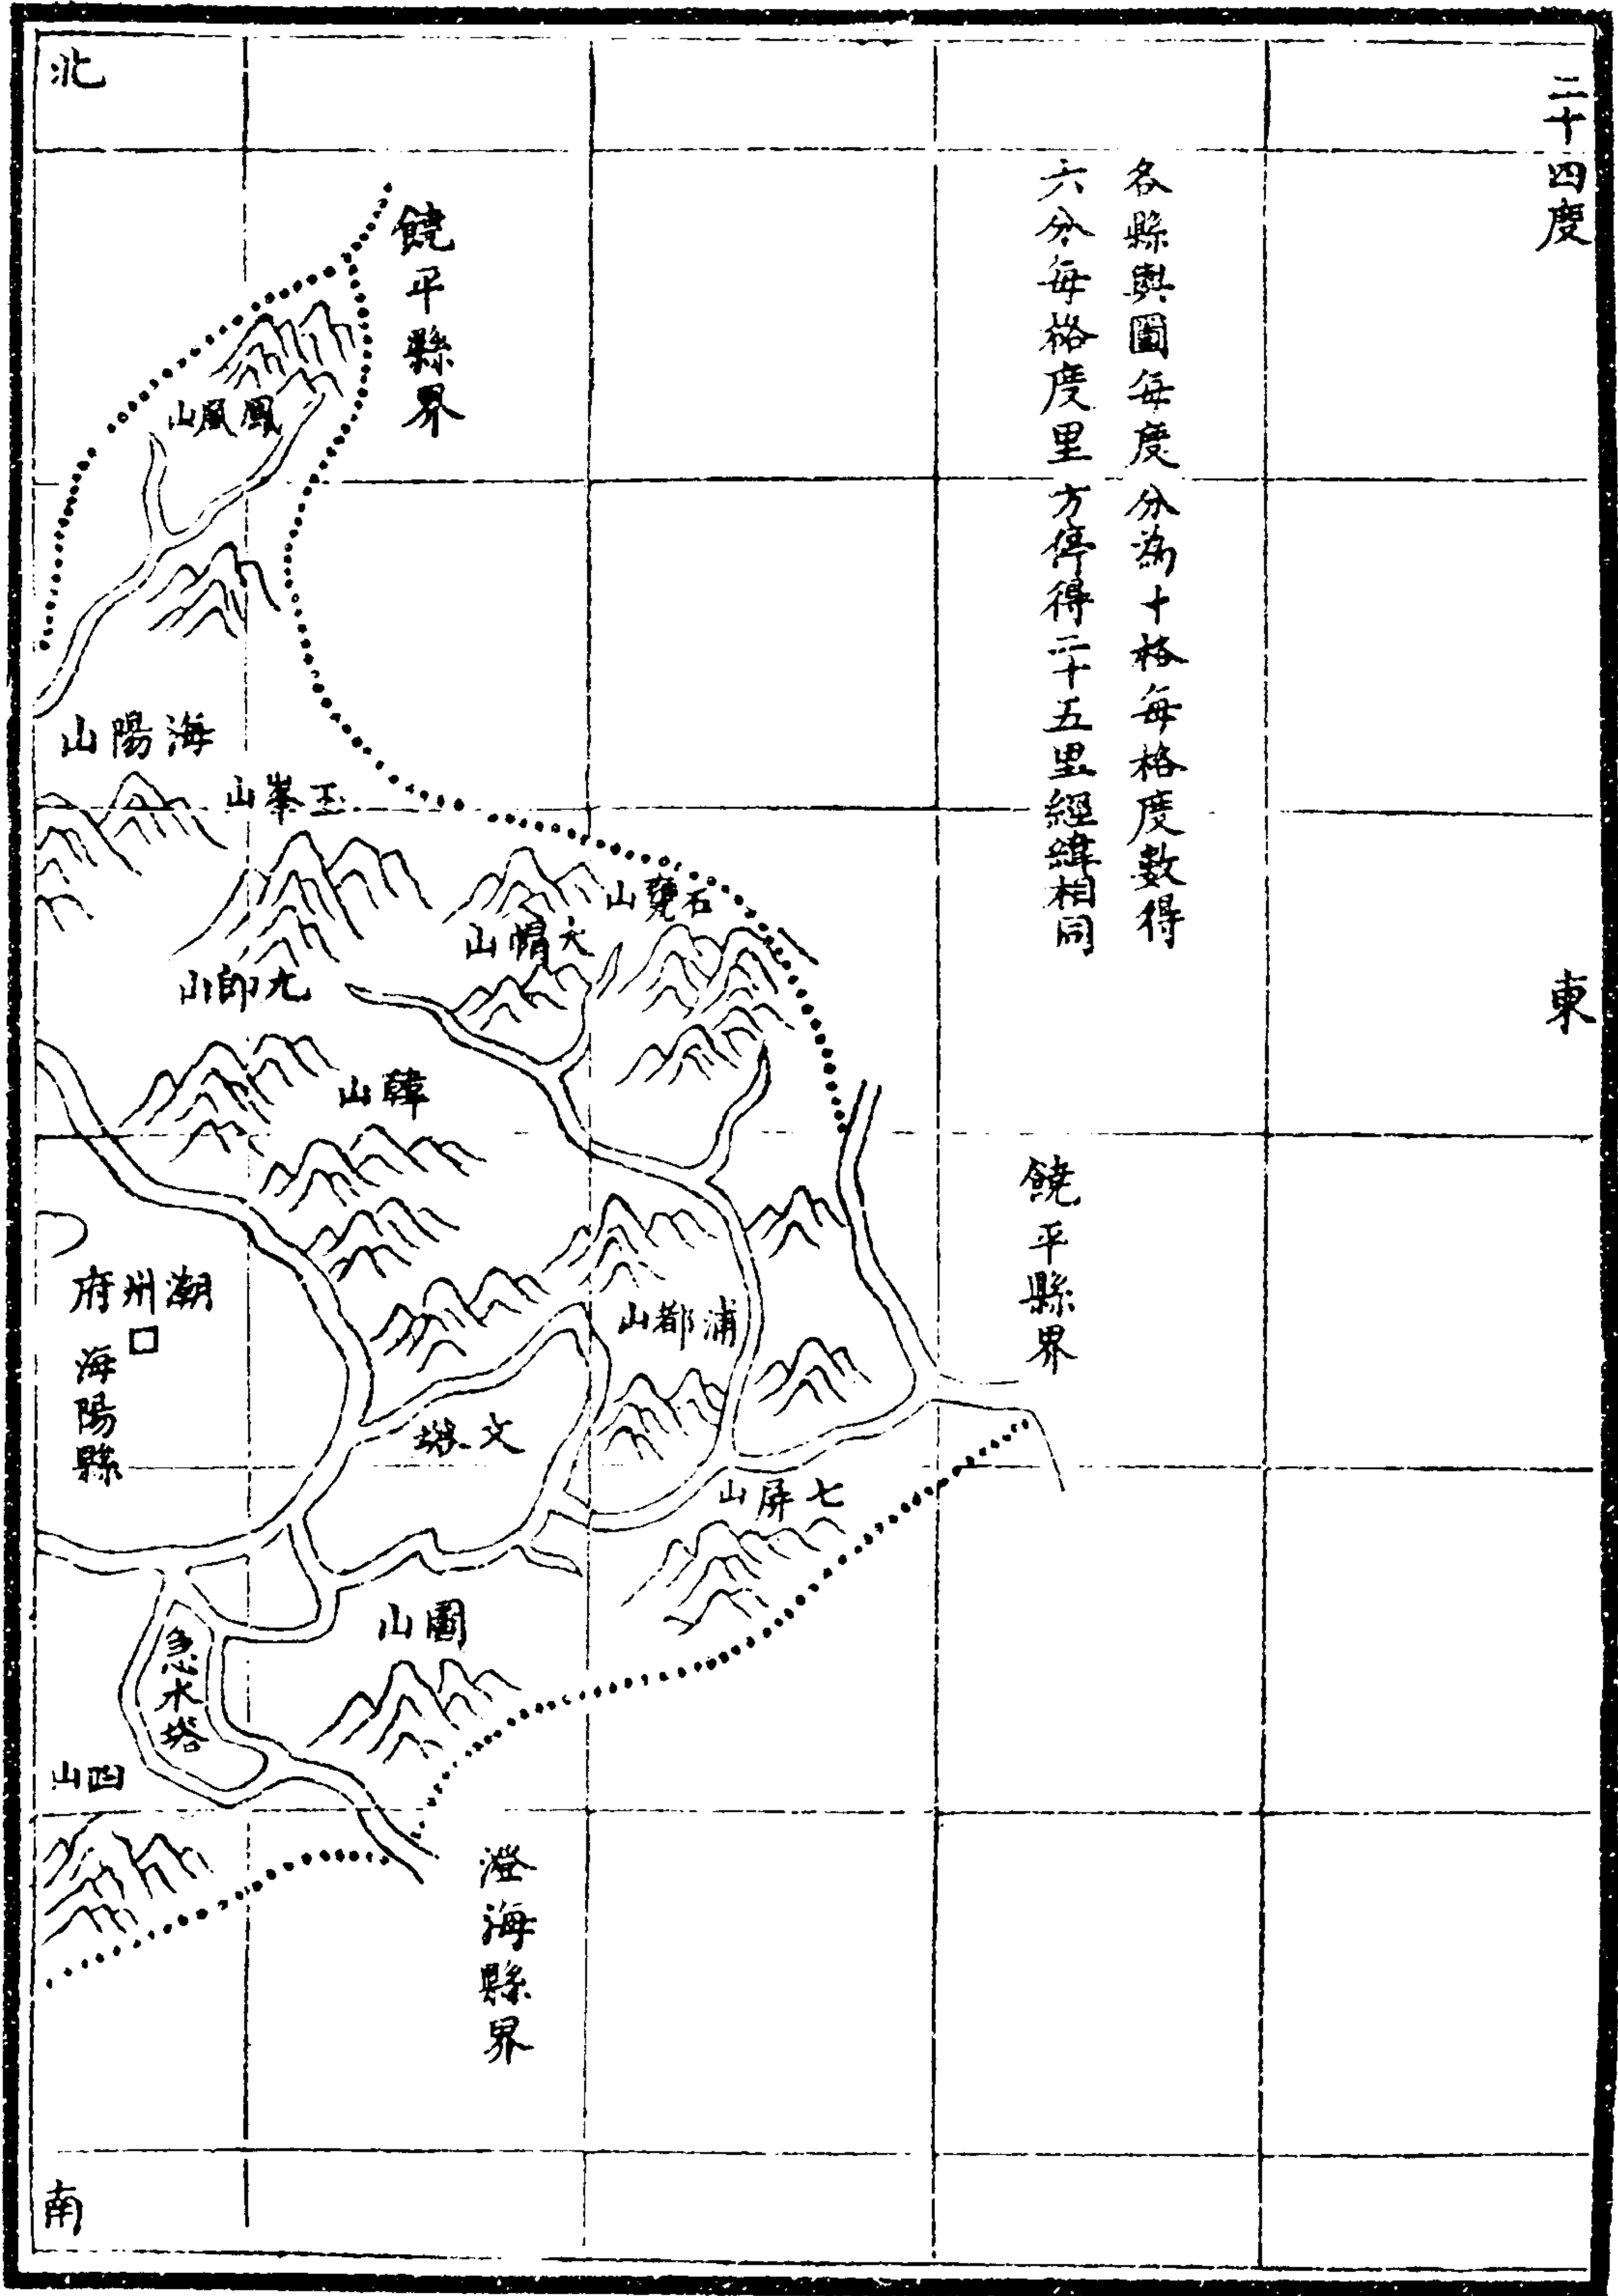 二十四度
東
各縣輿圖每度分為十格每格度數得
六分每格度里方停得二十五里經緯相同
北
饒平縣界
鳳凰山
海陽山
玉峯山
石甕山
大帽山
九郎山
韓山
饒平縣界
潮州府
海陽縣
浦都山
文塔
七屏山
圖山
急水塔
四山
澄海縣界
南